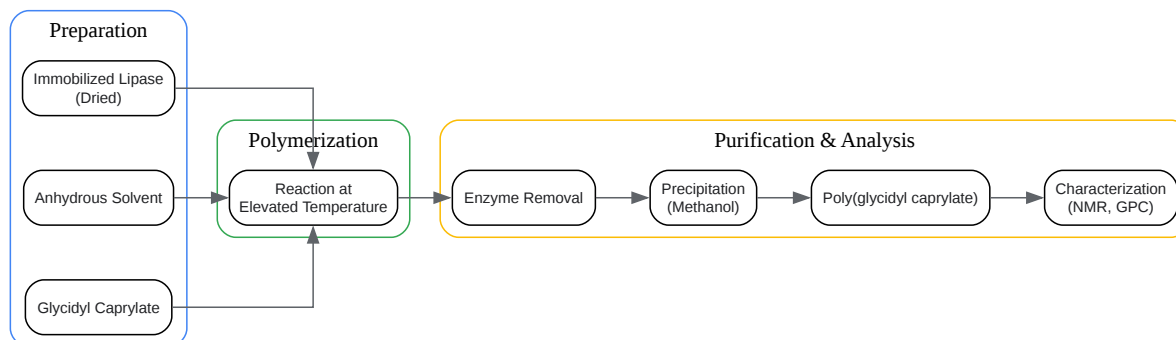 Preparation
Immobilized Lipase
(Dried)
Anhydrous Solvent
Glycidyl Caprylate
Polymerization
Reaction at
Elevated Temperature
Purification & Analysis
Enzyme Removal
Precipitation
(Methanol)
Poly(glycidyl caprylate)
Characterization
(NMR, GPC)